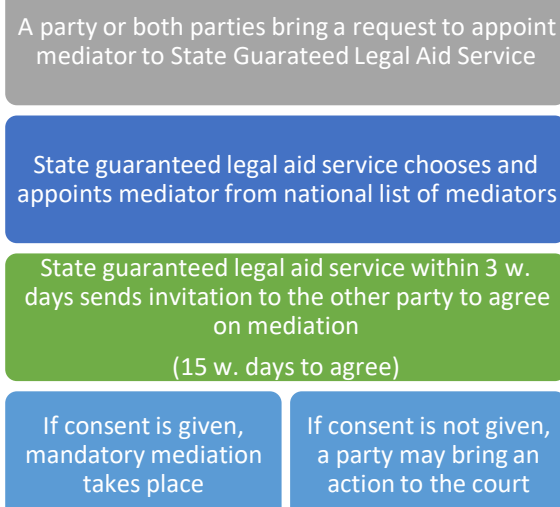 A party or both parties bring a request to appoint
mediator to State Guarateed Legal Aid Service
State guaranteed legal aid service chooses and
appoints mediator from national list of mediators
State guaranteed legal aid service within 3 w.
days sends invitation to the other party to agree
on mediation
(15 w. days to agree)
If consent is given,
mandatory mediation
takes place
If consent is not given,
a party may bring an
action to the court